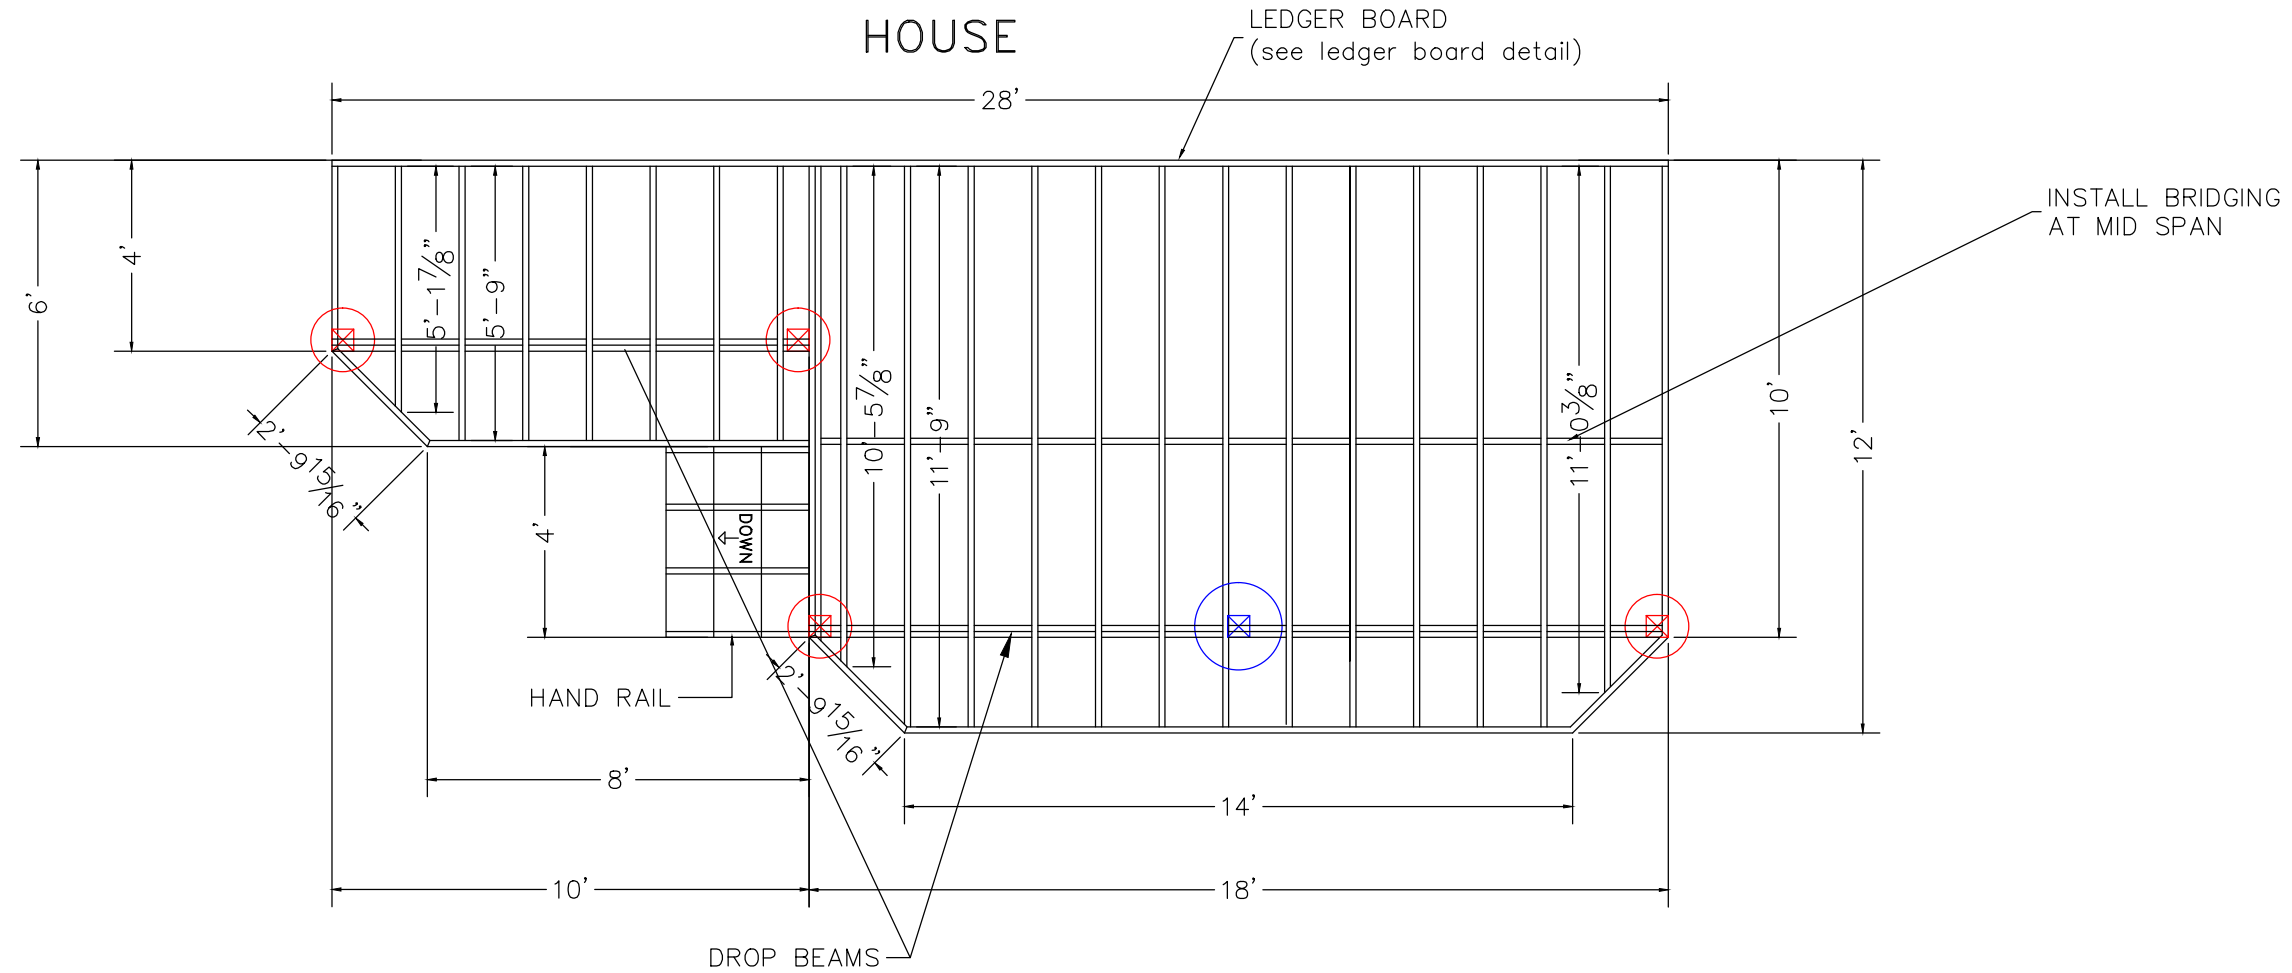 HOUSE
LEDGER BOARD
(see ledger board detail)
28'
INSTALL BRIDGING
AT MID SPAN
6'
4'
5'-1 7/8"
5'-9"
10'-5 7/8"
11'-9"
11'-0 3/8"
10'
12'
2'-9 15/16"
4'
DOWN
HAND RAIL
2'-9 15/16"
8'
14'
10'
18'
DROP BEAMS